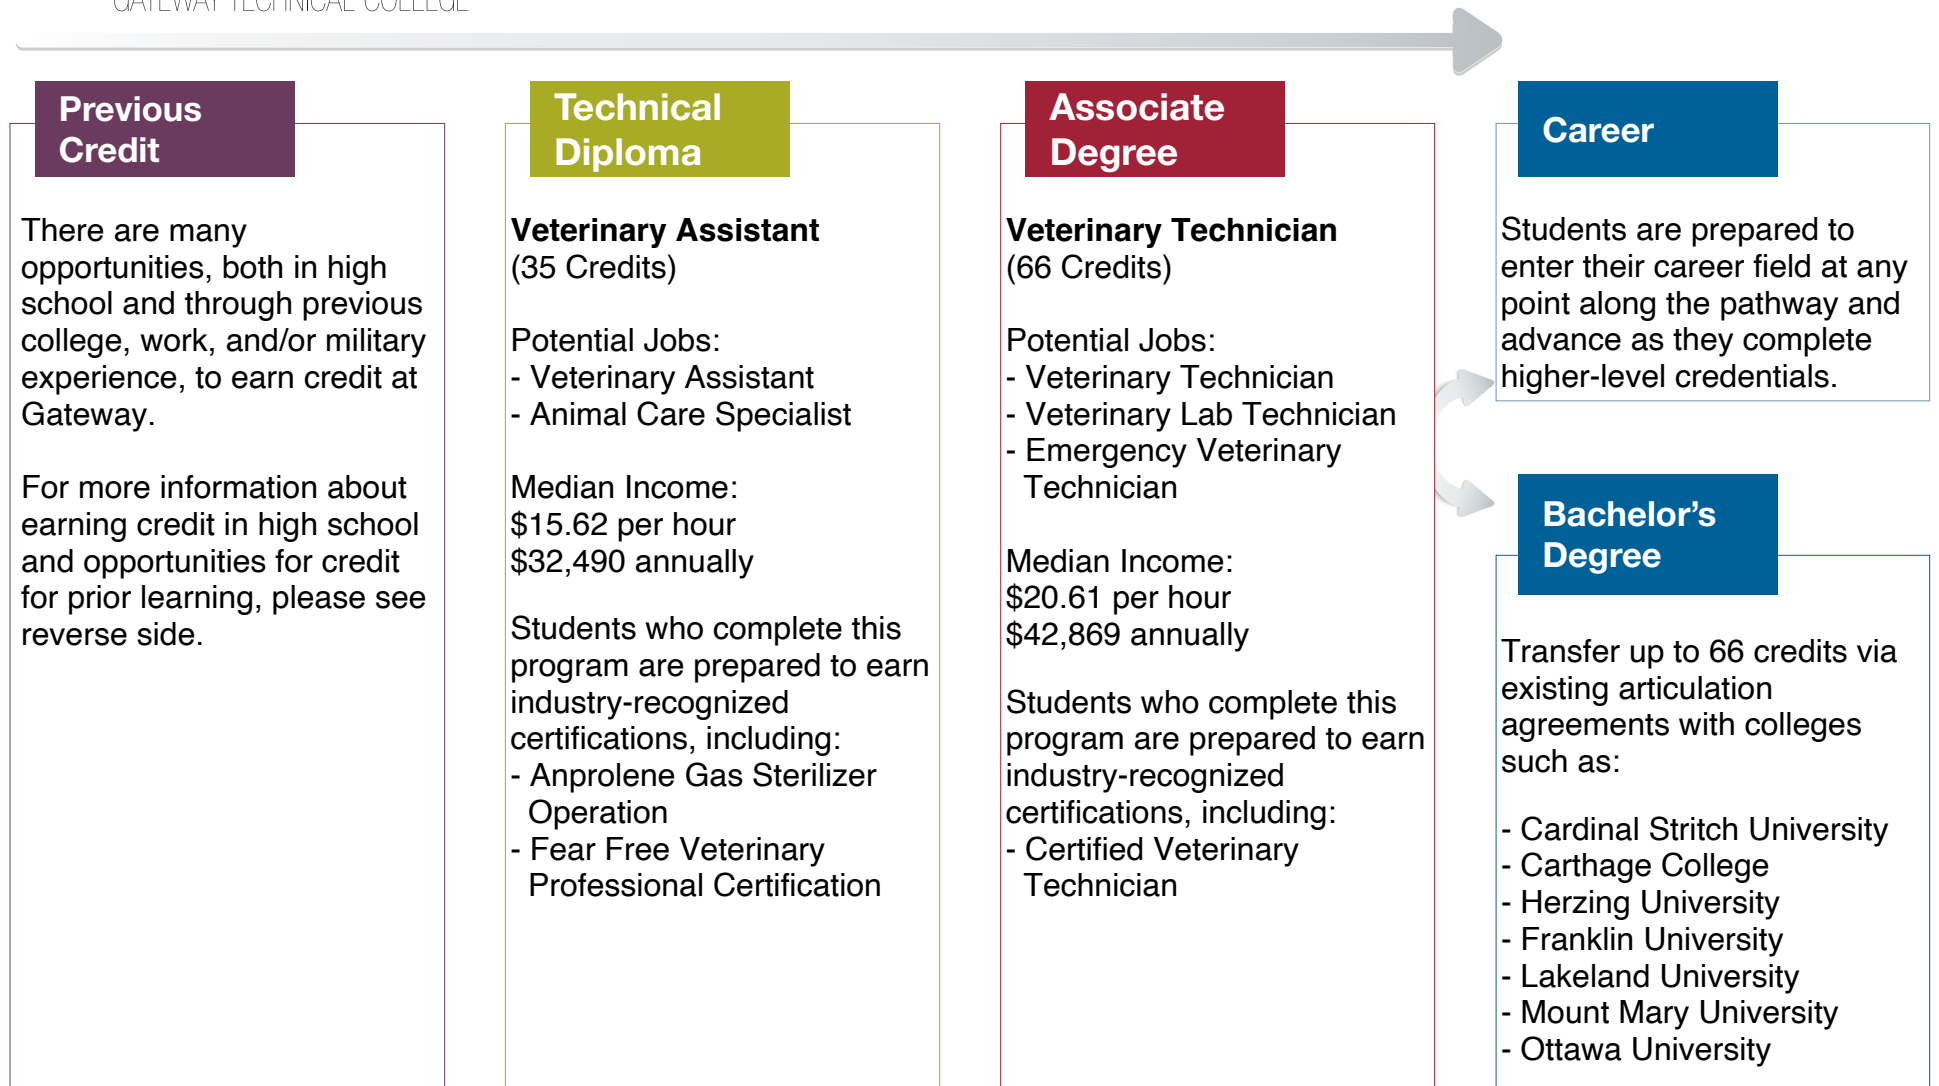 GATEWAY TECHNICAL COLLEGE
Previous
Credit
There are many
opportunities, both in high
school and through previous
college, work, and/or military
experience, to earn credit at
Gateway.
For more information about
earning credit in high school
and opportunities for credit
for prior learning, please see
reverse side.
Technical
Diploma
Veterinary Assistant
(35 Credits)
Potential Jobs:
- Veterinary Assistant
- Animal Care Specialist
Median Income:
$15.62 per hour
$32,490 annually
Students who complete this
program are prepared to earn
industry-recognized
certifications, including:
- Anprolene Gas Sterilizer
Operation
- Fear Free Veterinary
Professional Certification
Associate
Degree
Veterinary Technician
(66 Credits)
Potential Jobs:
- Veterinary Technician
- Veterinary Lab Technician
- Emergency Veterinary
Technician
Median Income:
$20.61 per hour
$42,869 annually
Students who complete this
program are prepared to earn
industry-recognized
certifications, including:
- Certified Veterinary
Technician
Career
Students are prepared to
enter their career field at any
point along the pathway and
advance as they complete
higher-level credentials.
Bachelor’s
Degree
Transfer up to 66 credits via
existing articulation
agreements with colleges
such as:
- Cardinal Stritch University
- Carthage College
- Herzing University
- Franklin University
- Lakeland University
- Mount Mary University
- Ottawa University